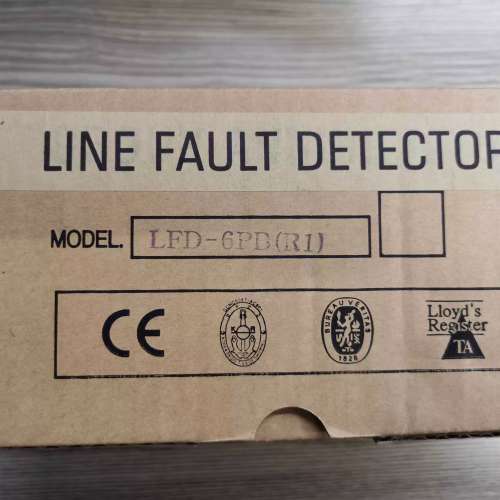 LINE FAULT DETECTOR
MODEL. LFD-6PB(R1)
CE
BUREAU VERITAS
1828
Lloyd's
Register
TA